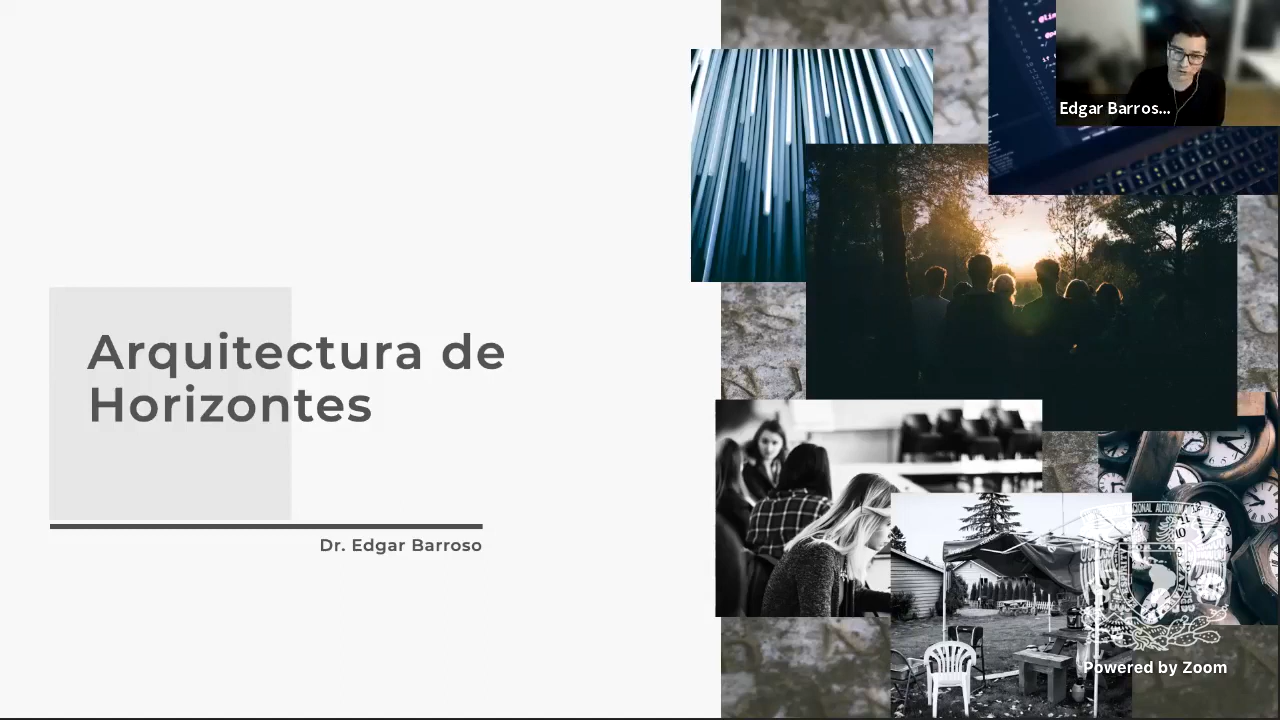 Edgar Barros...
Arquitectura de
Horizontes
Dr. Edgar Barroso
Powered by Zoom